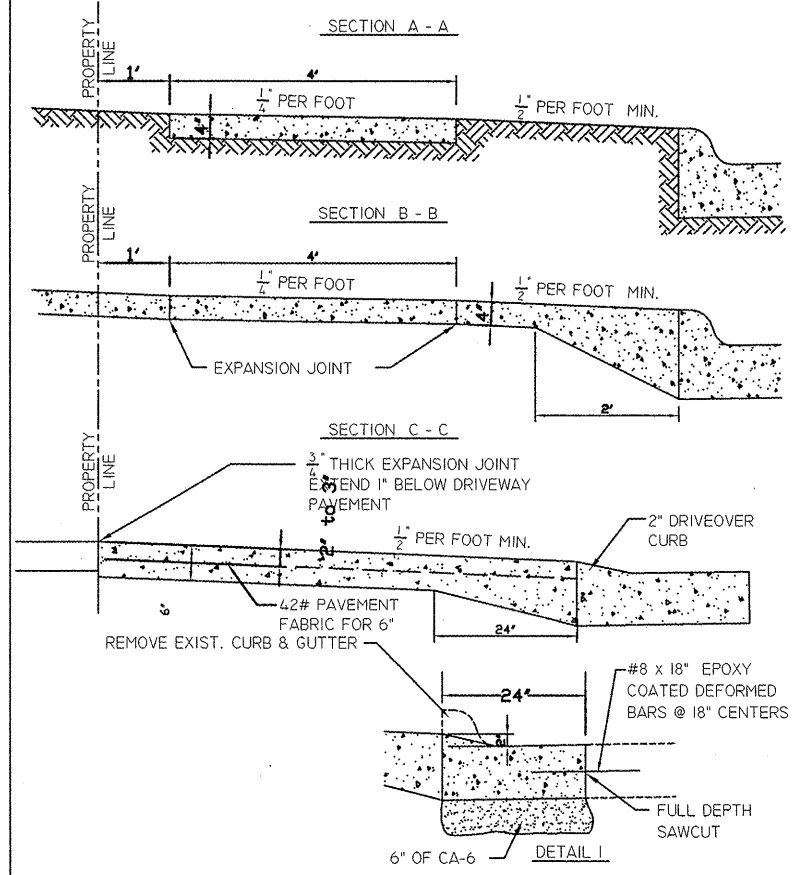 SECTION A - A
PROPERTY
LINE
1'
4'
1/4" PER FOOT
1/2" PER FOOT MIN.
4"
SECTION B - B
PROPERTY
LINE
1'
4'
1/4" PER FOOT
1/2" PER FOOT MIN.
4"
EXPANSION JOINT
2'
SECTION C - C
PROPERTY
LINE
3/4" THICK EXPANSION JOINT
EXTEND 1" BELOW DRIVEWAY
PAVEMENT
2" to 3"
1/2" PER FOOT MIN.
2" DRIVEOVER
CURB
6"
42# PAVEMENT
FABRIC FOR 6"
24"
REMOVE EXIST. CURB & GUTTER
24"
2"
#8 x 18" EPOXY
COATED DEFORMED
BARS @ 18" CENTERS
FULL DEPTH
SAWCUT
6" OF CA-6
DETAIL 1